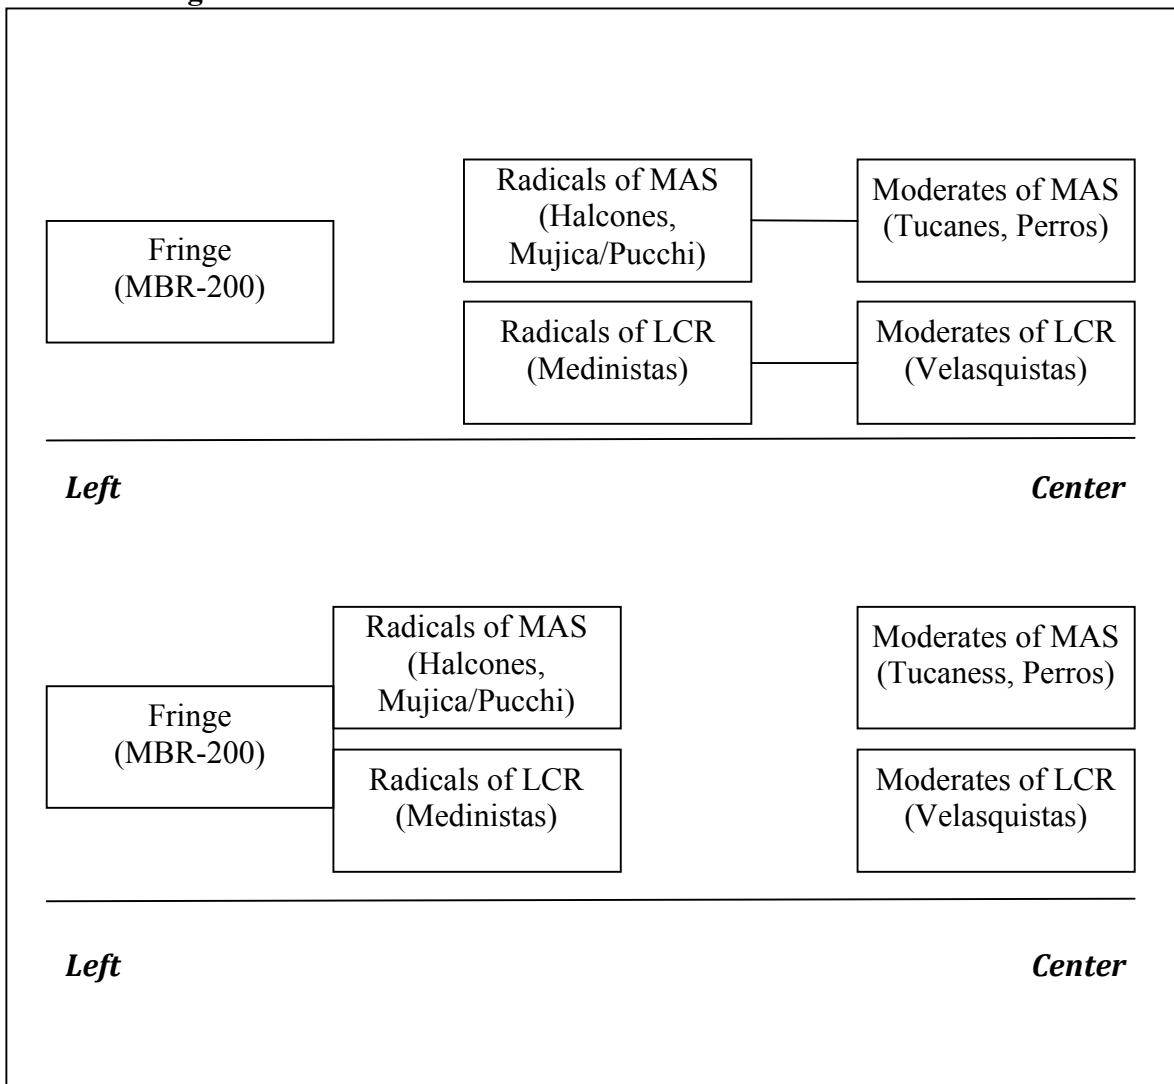 Radicals of MAS
(Halcones,
Mujica/Pucchi)
Moderates of MAS
(Tucanes, Perros)
Fringe
(MBR-200)
Radicals of LCR
(Medinistas)
Moderates of LCR
(Velasquistas)
Left
Center
Radicals of MAS
(Halcones,
Mujica/Pucchi)
Moderates of MAS
(Tucaness, Perros)
Fringe
(MBR-200)
Radicals of LCR
(Medinistas)
Moderates of LCR
(Velasquistas)
Left
Center